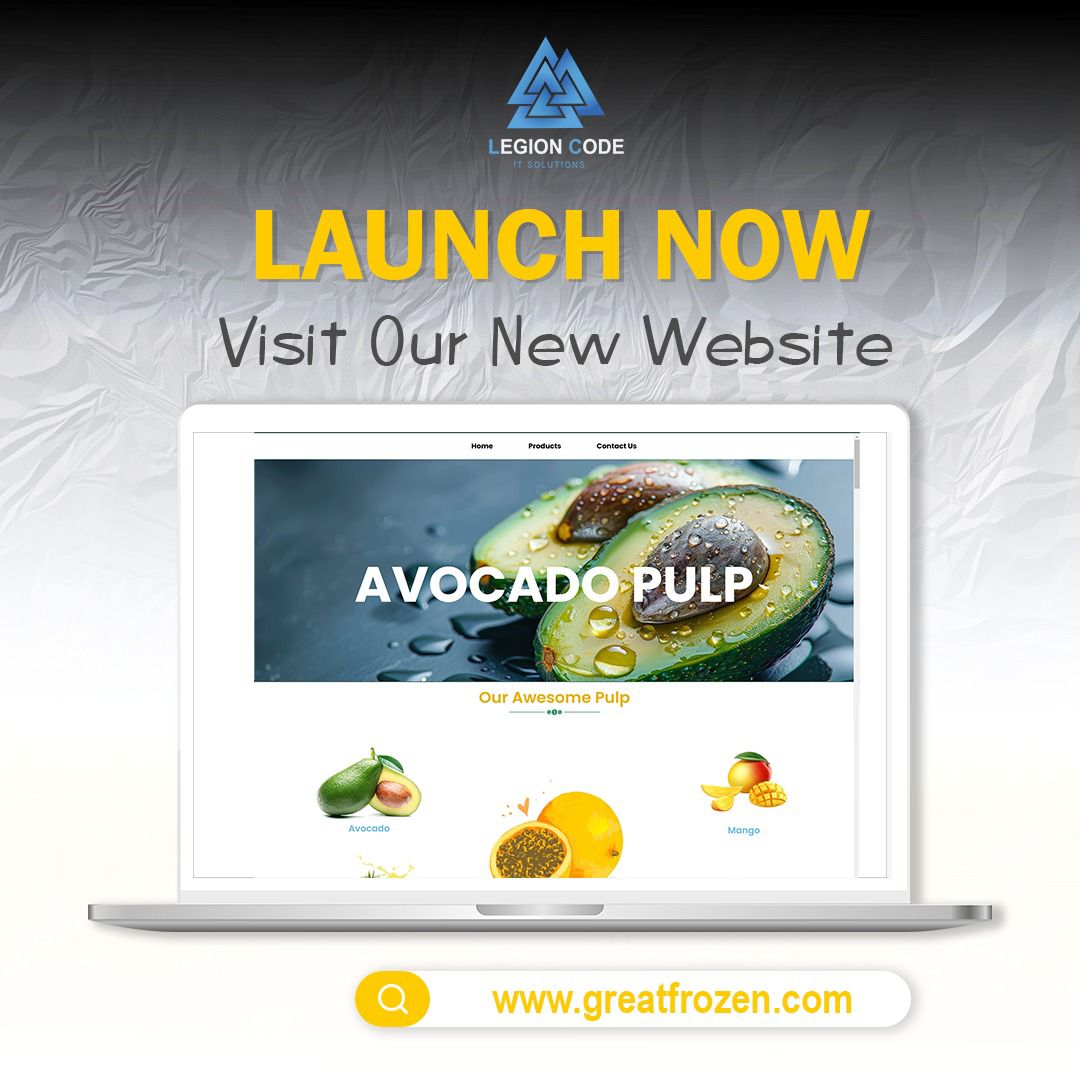 LEGION CODE
IT SOLUTIONS
LAUNCH NOW
Visit Our New Website
Home Products Contact Us
AVOCADO PULP
Our Awesome Pulp
Avocado
Mango
www.greatfrozen.com